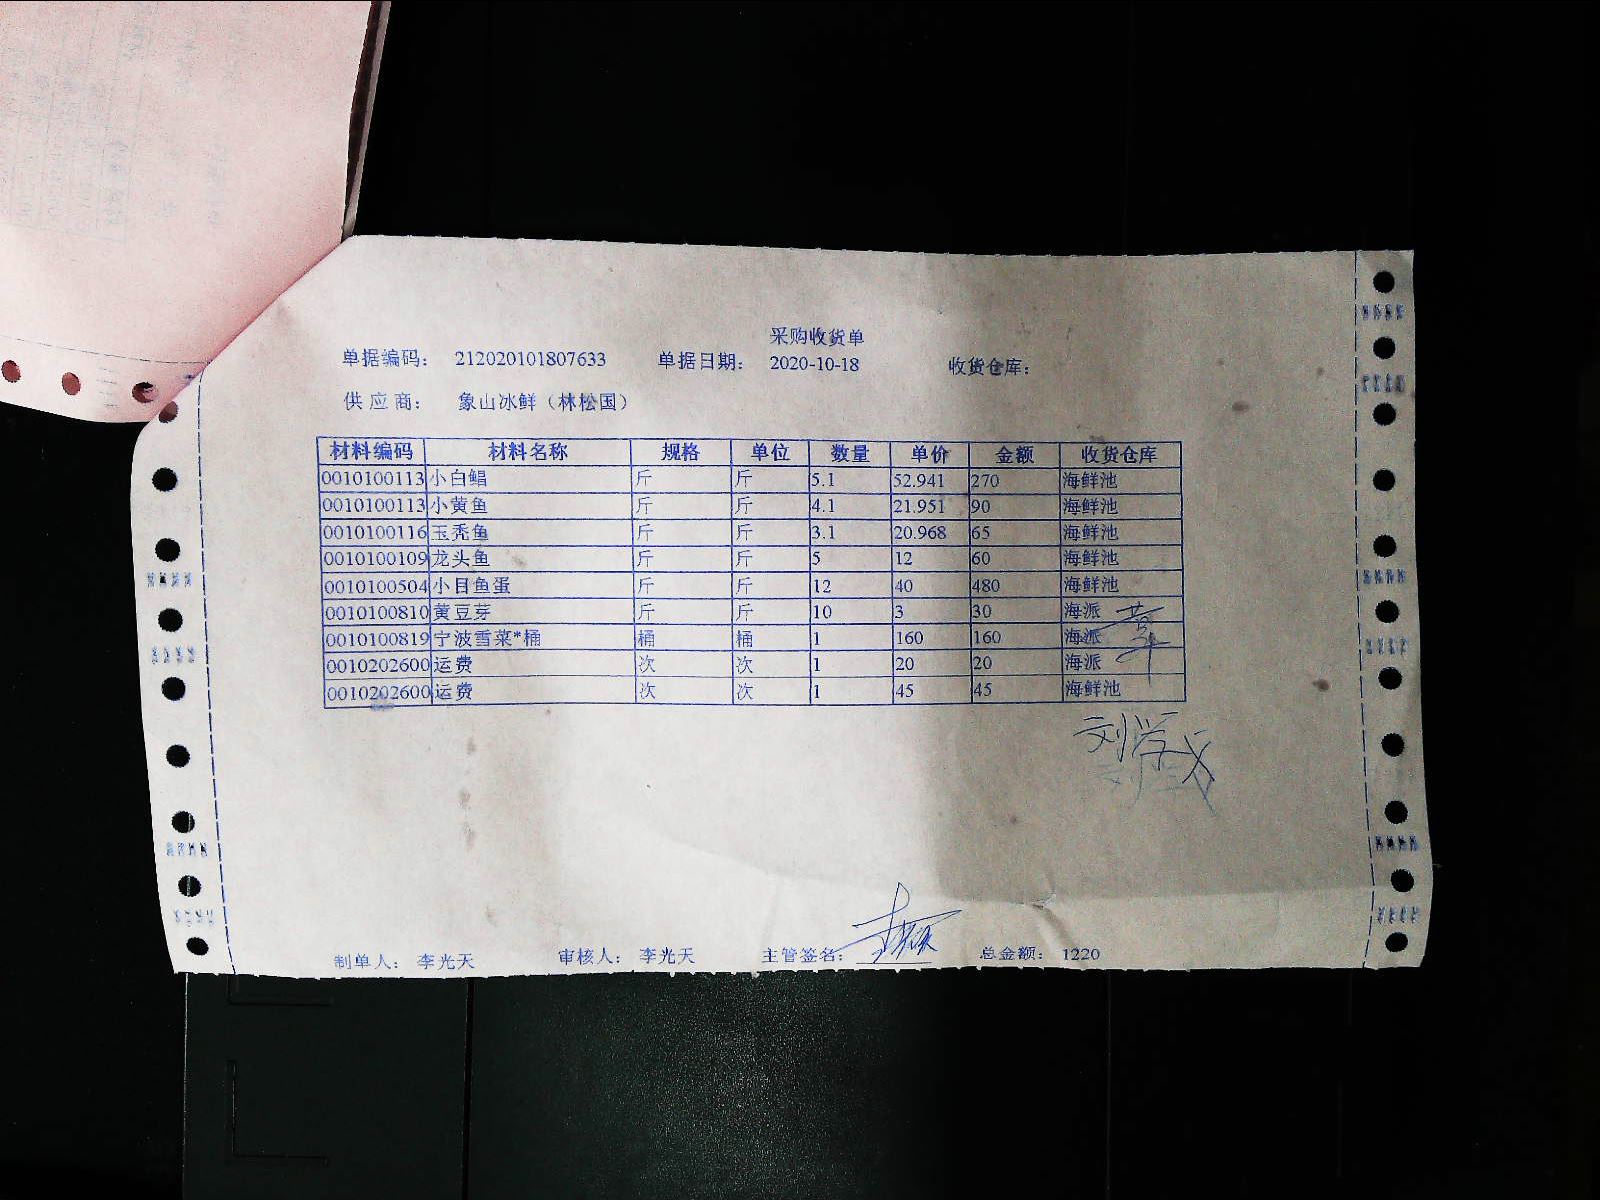 采购收货单
单据编码： 212020101807633 单据日期： 2020-10-18 收货仓库：
供应商： 象山冰鲜（林松国）
材料编码 材料名称 规格 单位 数量 单价 金额 收货仓库
0010100113 小白鲳 斤 斤 5.1 52.941 270 海鲜池
0010100113 小黄鱼 斤 斤 4.1 21.951 90 海鲜池
0010100116 玉秃鱼 斤 斤 3.1 20.968 65 海鲜池
0010100109 龙头鱼 斤 斤 5 12 60 海鲜池
0010100504 小目鱼蛋 斤 斤 12 40 480 海鲜池
0010100810 黄豆芽 斤 斤 10 3 30 海派
0010100819 宁波雪菜*桶 桶 桶 1 160 160 海派
0010202600 运费 次 次 1 20 20 海派
0010202600 运费 次 次 1 45 45 海鲜池
制单人： 李光天 审核人： 李光天 主管签名： 总金额： 1220